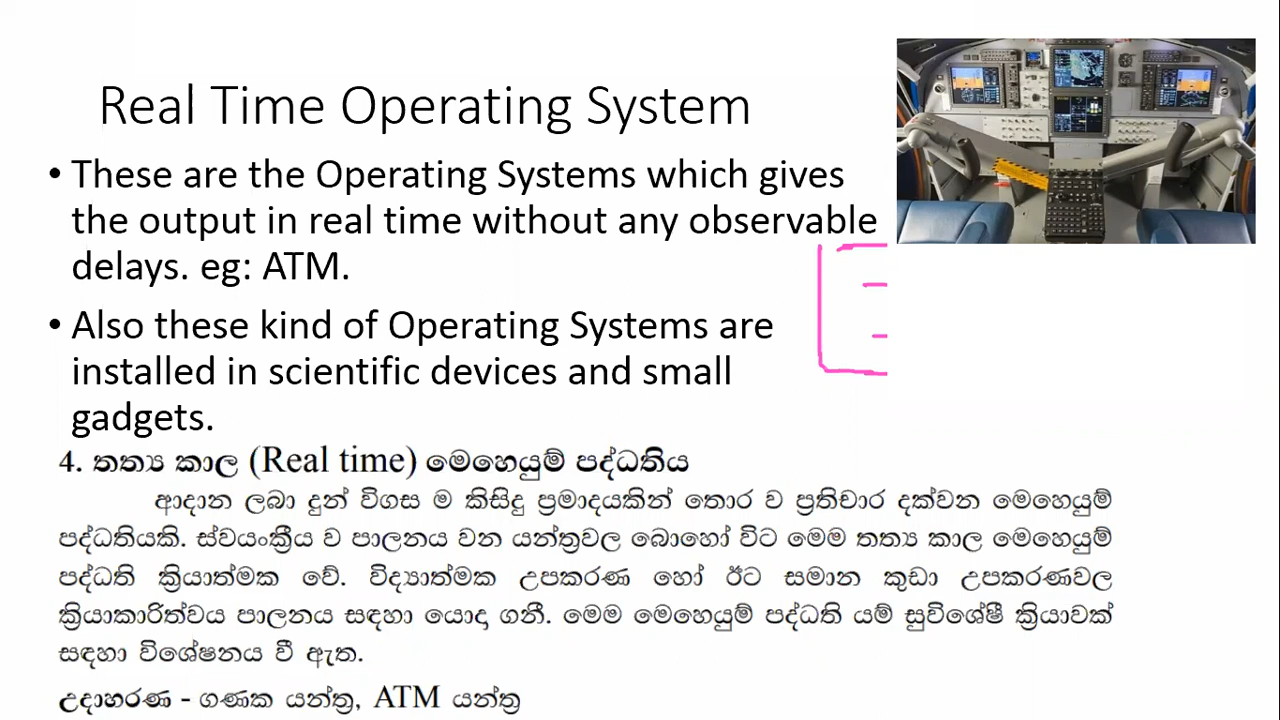 Real Time Operating System
• These are the Operating Systems which gives
the output in real time without any observable
delays. eg: ATM.
• Also these kind of Operating Systems are
installed in scientific devices and small
gadgets.
4. තත්‍ය කාල (Real time) මෙහෙයුම් පද්ධතිය
ආදාන ලබා දුන් විගස ම කිසිදු ප්‍රමාදයකින් තොර ව ප්‍රතිචාර දක්වන මෙහෙයුම්
පද්ධතියකි. ස්වයංක්‍රීය ව පාලනය වන යන්ත්‍රවල බොහෝ විට මෙම තත්‍ය කාල මෙහෙයුම්
පද්ධති ක්‍රියාත්මක වේ. විද්‍යාත්මක උපකරණ හෝ ඊට සමාන කුඩා උපකරණවල
ක්‍රියාකාරිත්වය පාලනය සඳහා යොදා ගනී. මෙම මෙහෙයුම් පද්ධති යම් සුවිශේෂී ක්‍රියාවක්
සඳහා විශේෂනය වී ඇත.
උදාහරණ - ගණක යන්ත්‍ර, ATM යන්ත්‍ර